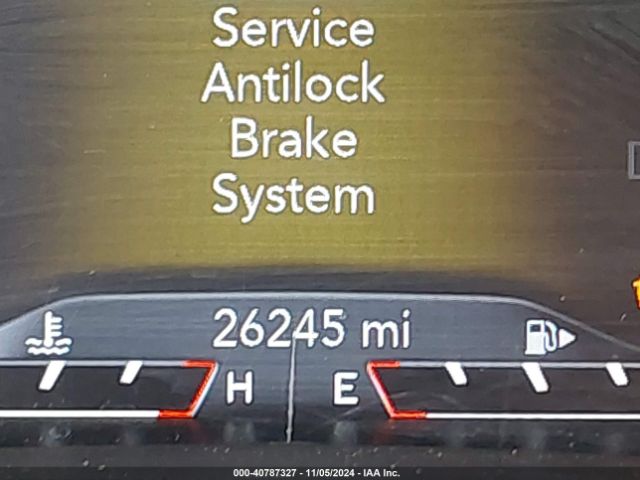 Service
Antilock
Brake
System
26245 mi
H E
000-40787327 - 11/05/2024 - IAA Inc.